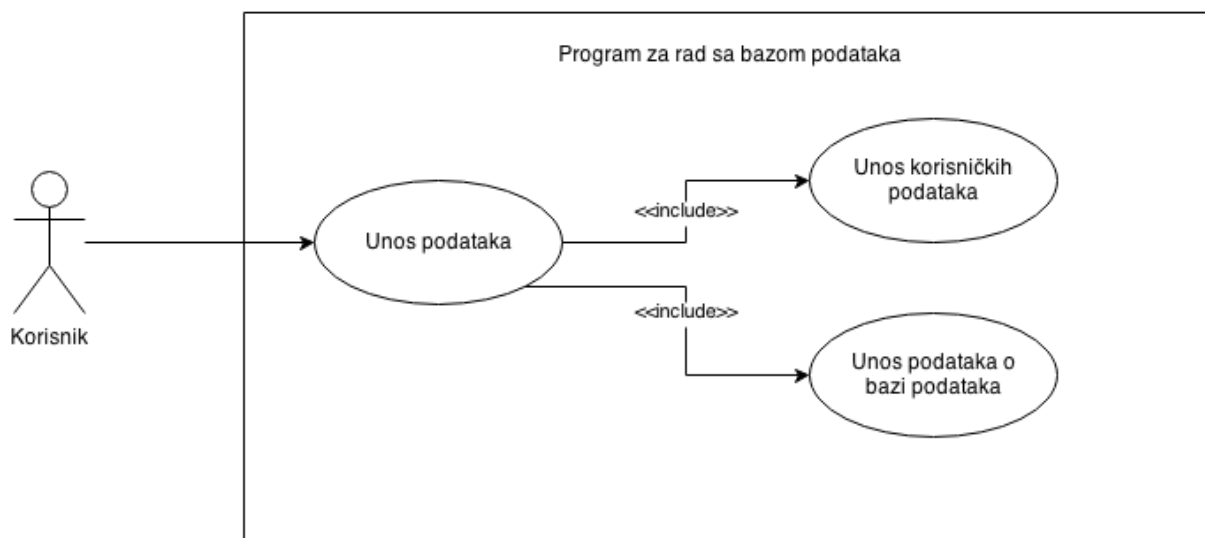 Program za rad sa bazom podataka
Unos korisničkih
podataka
<<include>>
Unos podataka
<<include>>
Korisnik
Unos podataka o
bazi podataka